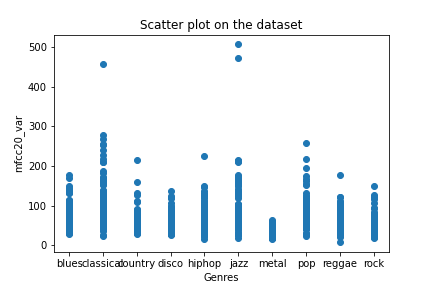 Scatter plot on the dataset
500
400
300
200
100
0
mfcc20_var
blues classical country disco hiphop jazz metal pop reggae rock
Genres